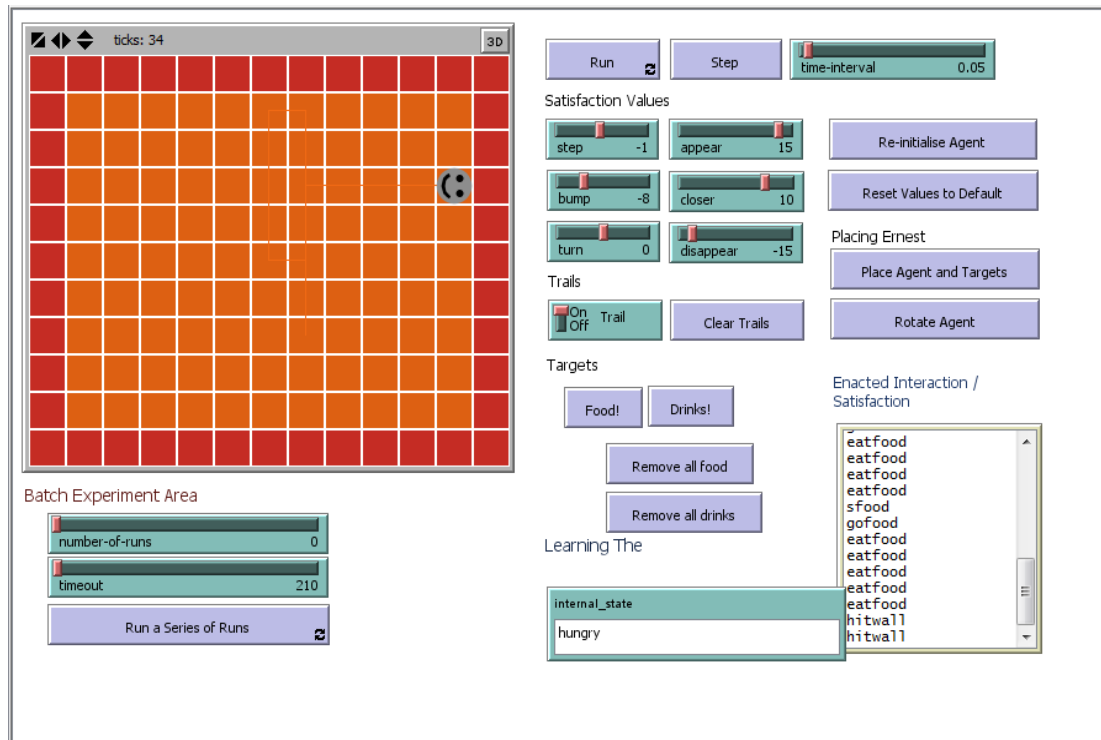 ticks: 34
3D
Run
Step
time-interval 0.05
Satisfaction Values
step -1
appear 15
Re-initialise Agent
bump -8
closer 10
Reset Values to Default
turn 0
disappear -15
Placing Ernest
Place Agent and Targets
Trails
On
Off
Trail
Clear Trails
Rotate Agent
Targets
Food!
Drinks!
Remove all food
Remove all drinks
Enacted Interaction /
Satisfaction
eatfood
eatfood
eatfood
eatfood
sfood
gofood
eatfood
eatfood
eatfood
eatfood
eatfood
hitwall
hitwall
Learning The
internal_state
hungry
Batch Experiment Area
number-of-runs 0
timeout 210
Run a Series of Runs